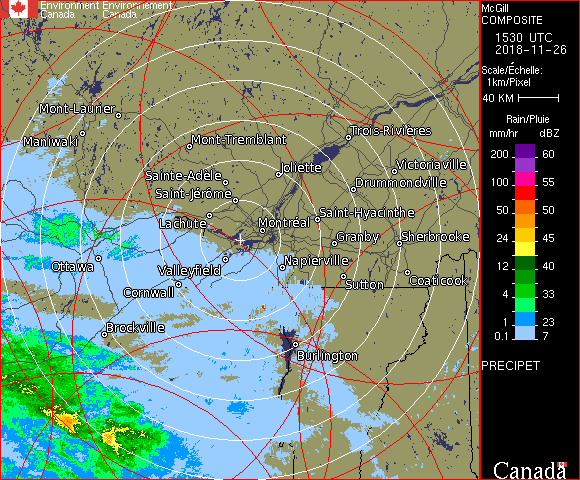 Environment Environnement
Canada Canada
McGill
COMPOSITE
1530 UTC
2018-11-26
Scale/Échelle:
1km/Pixel
40 KM
Rain/Pluie
mm/hr dBZ
200 60
100 55
50 50
24 45
12 40
4 33
1 23
0.1 7
PRECIPET
Canada
Mont-Laurier
Maniwaki
Mont-Tremblant
Trois-Rivières
Sainte-Adèle
Joliette
Victoriaville
Saint-Jérôme
Drummondville
Lachute
Montréal
Saint-Hyacinthe
Granby
Sherbrooke
Ottawa
Valleyfield
Napierville
Cornwall
Sutton
Coaticook
Brockville
Burlington